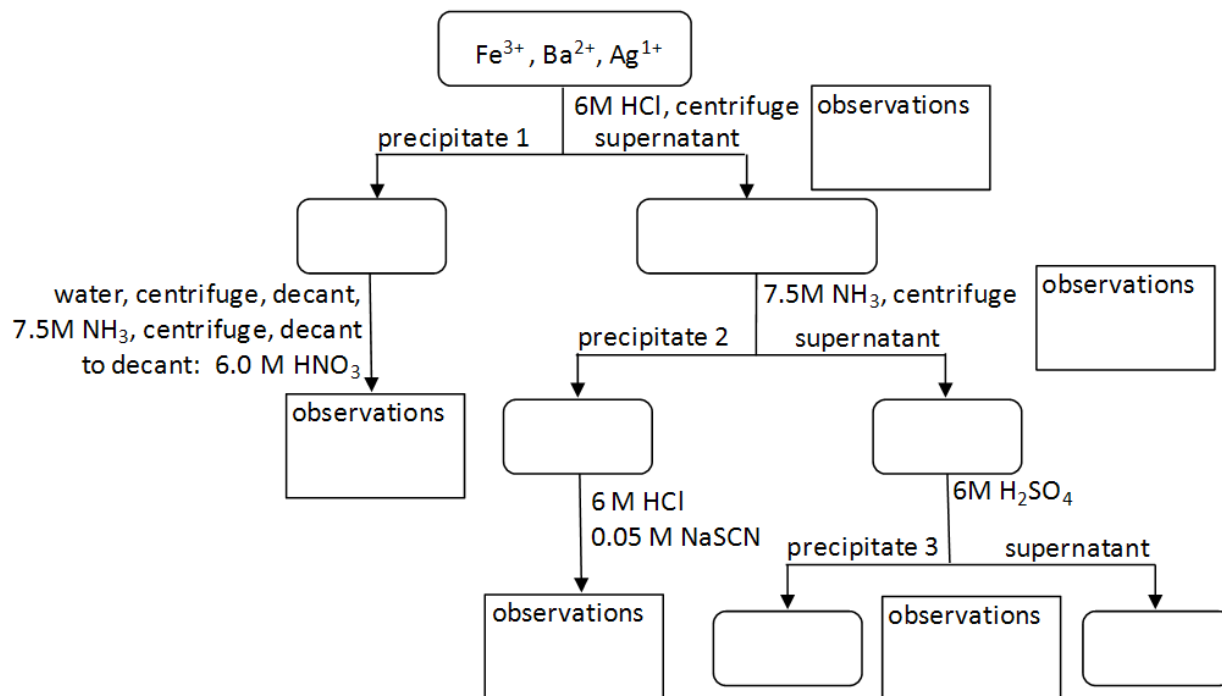 Fe³⁺, Ba²⁺, Ag¹⁺
6M HCl, centrifuge
observations
precipitate 1
supernatant
water, centrifuge, decant,
7.5M NH₃, centrifuge, decant
to decant: 6.0 M HNO₃
observations
7.5M NH₃, centrifuge
observations
precipitate 2
supernatant
6 M HCl
0.05 M NaSCN
observations
6M H₂SO₄
precipitate 3
supernatant
observations